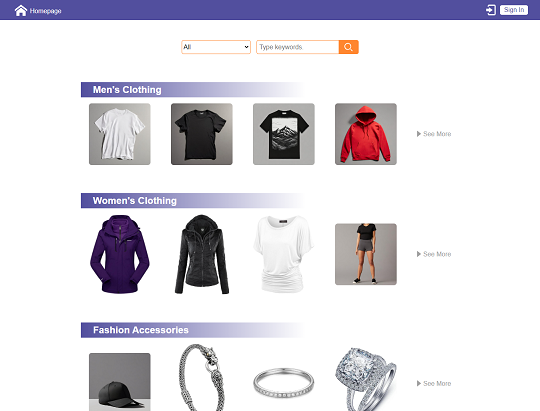 Homepage
Sign In
All
Type keywords
Men's Clothing
See More
Women's Clothing
See More
Fashion Accessories
See More